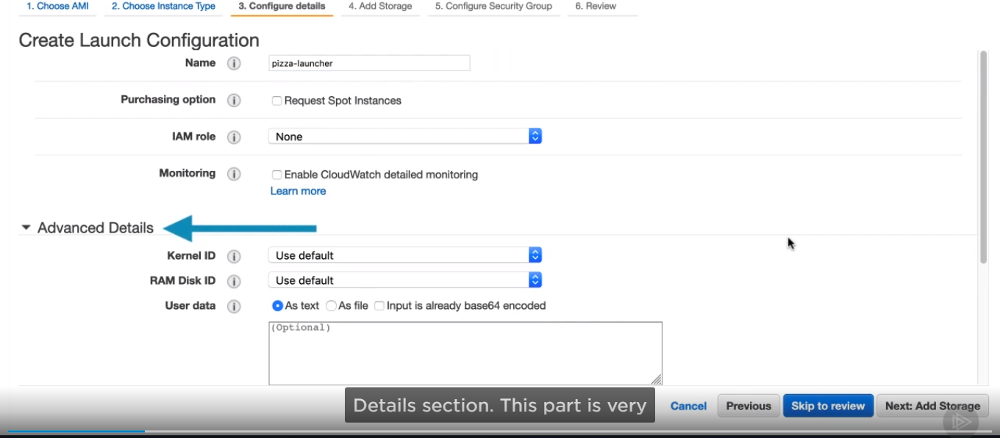 1. Choose AMI 2. Choose Instance Type 3. Configure details 4. Add Storage 5. Configure Security Group 6. Review
Create Launch Configuration
Name i pizza-launcher
Purchasing option i Request Spot Instances
IAM role i None
Monitoring i Enable CloudWatch detailed monitoring
Learn more
Advanced Details
Kernel ID i Use default
RAM Disk ID i Use default
User data i As text As file Input is already base64 encoded
(Optional)
Details section. This part is very
Cancel Previous Skip to review Next: Add Storage